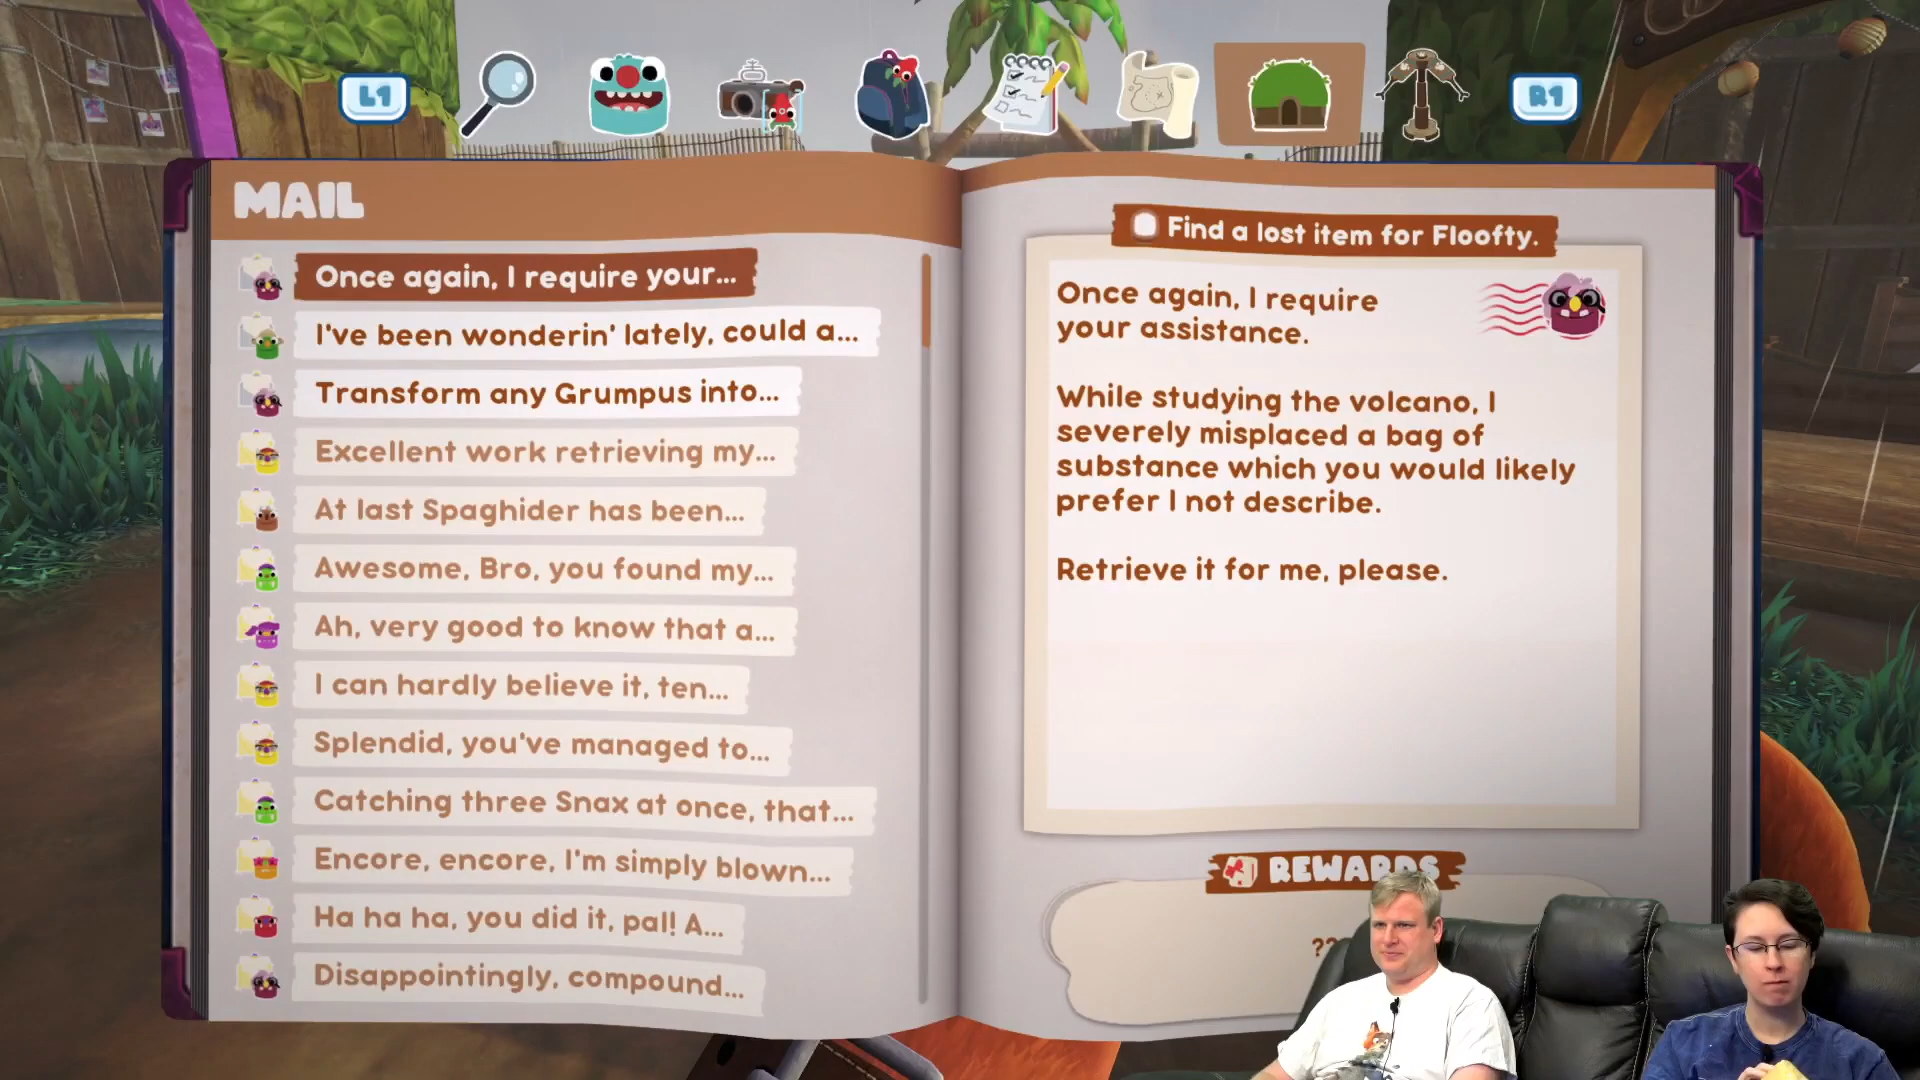 L1
R1
MAIL
Once again, I require your...
I've been wonderin' lately, could a...
Transform any Grumpus into...
Excellent work retrieving my...
At last Spaghider has been...
Awesome, Bro, you found my...
Ah, very good to know that a...
I can hardly believe it, ten...
Splendid, you've managed to...
Catching three Snax at once, that...
Encore, encore, I'm simply blown...
Ha ha ha, you did it, pal! A...
Disappointingly, compound...
Find a lost item for Floofty.
Once again, I require
your assistance.
While studying the volcano, I
severely misplaced a bag of
substance which you would likely
prefer I not describe.
Retrieve it for me, please.
REWARDS
??